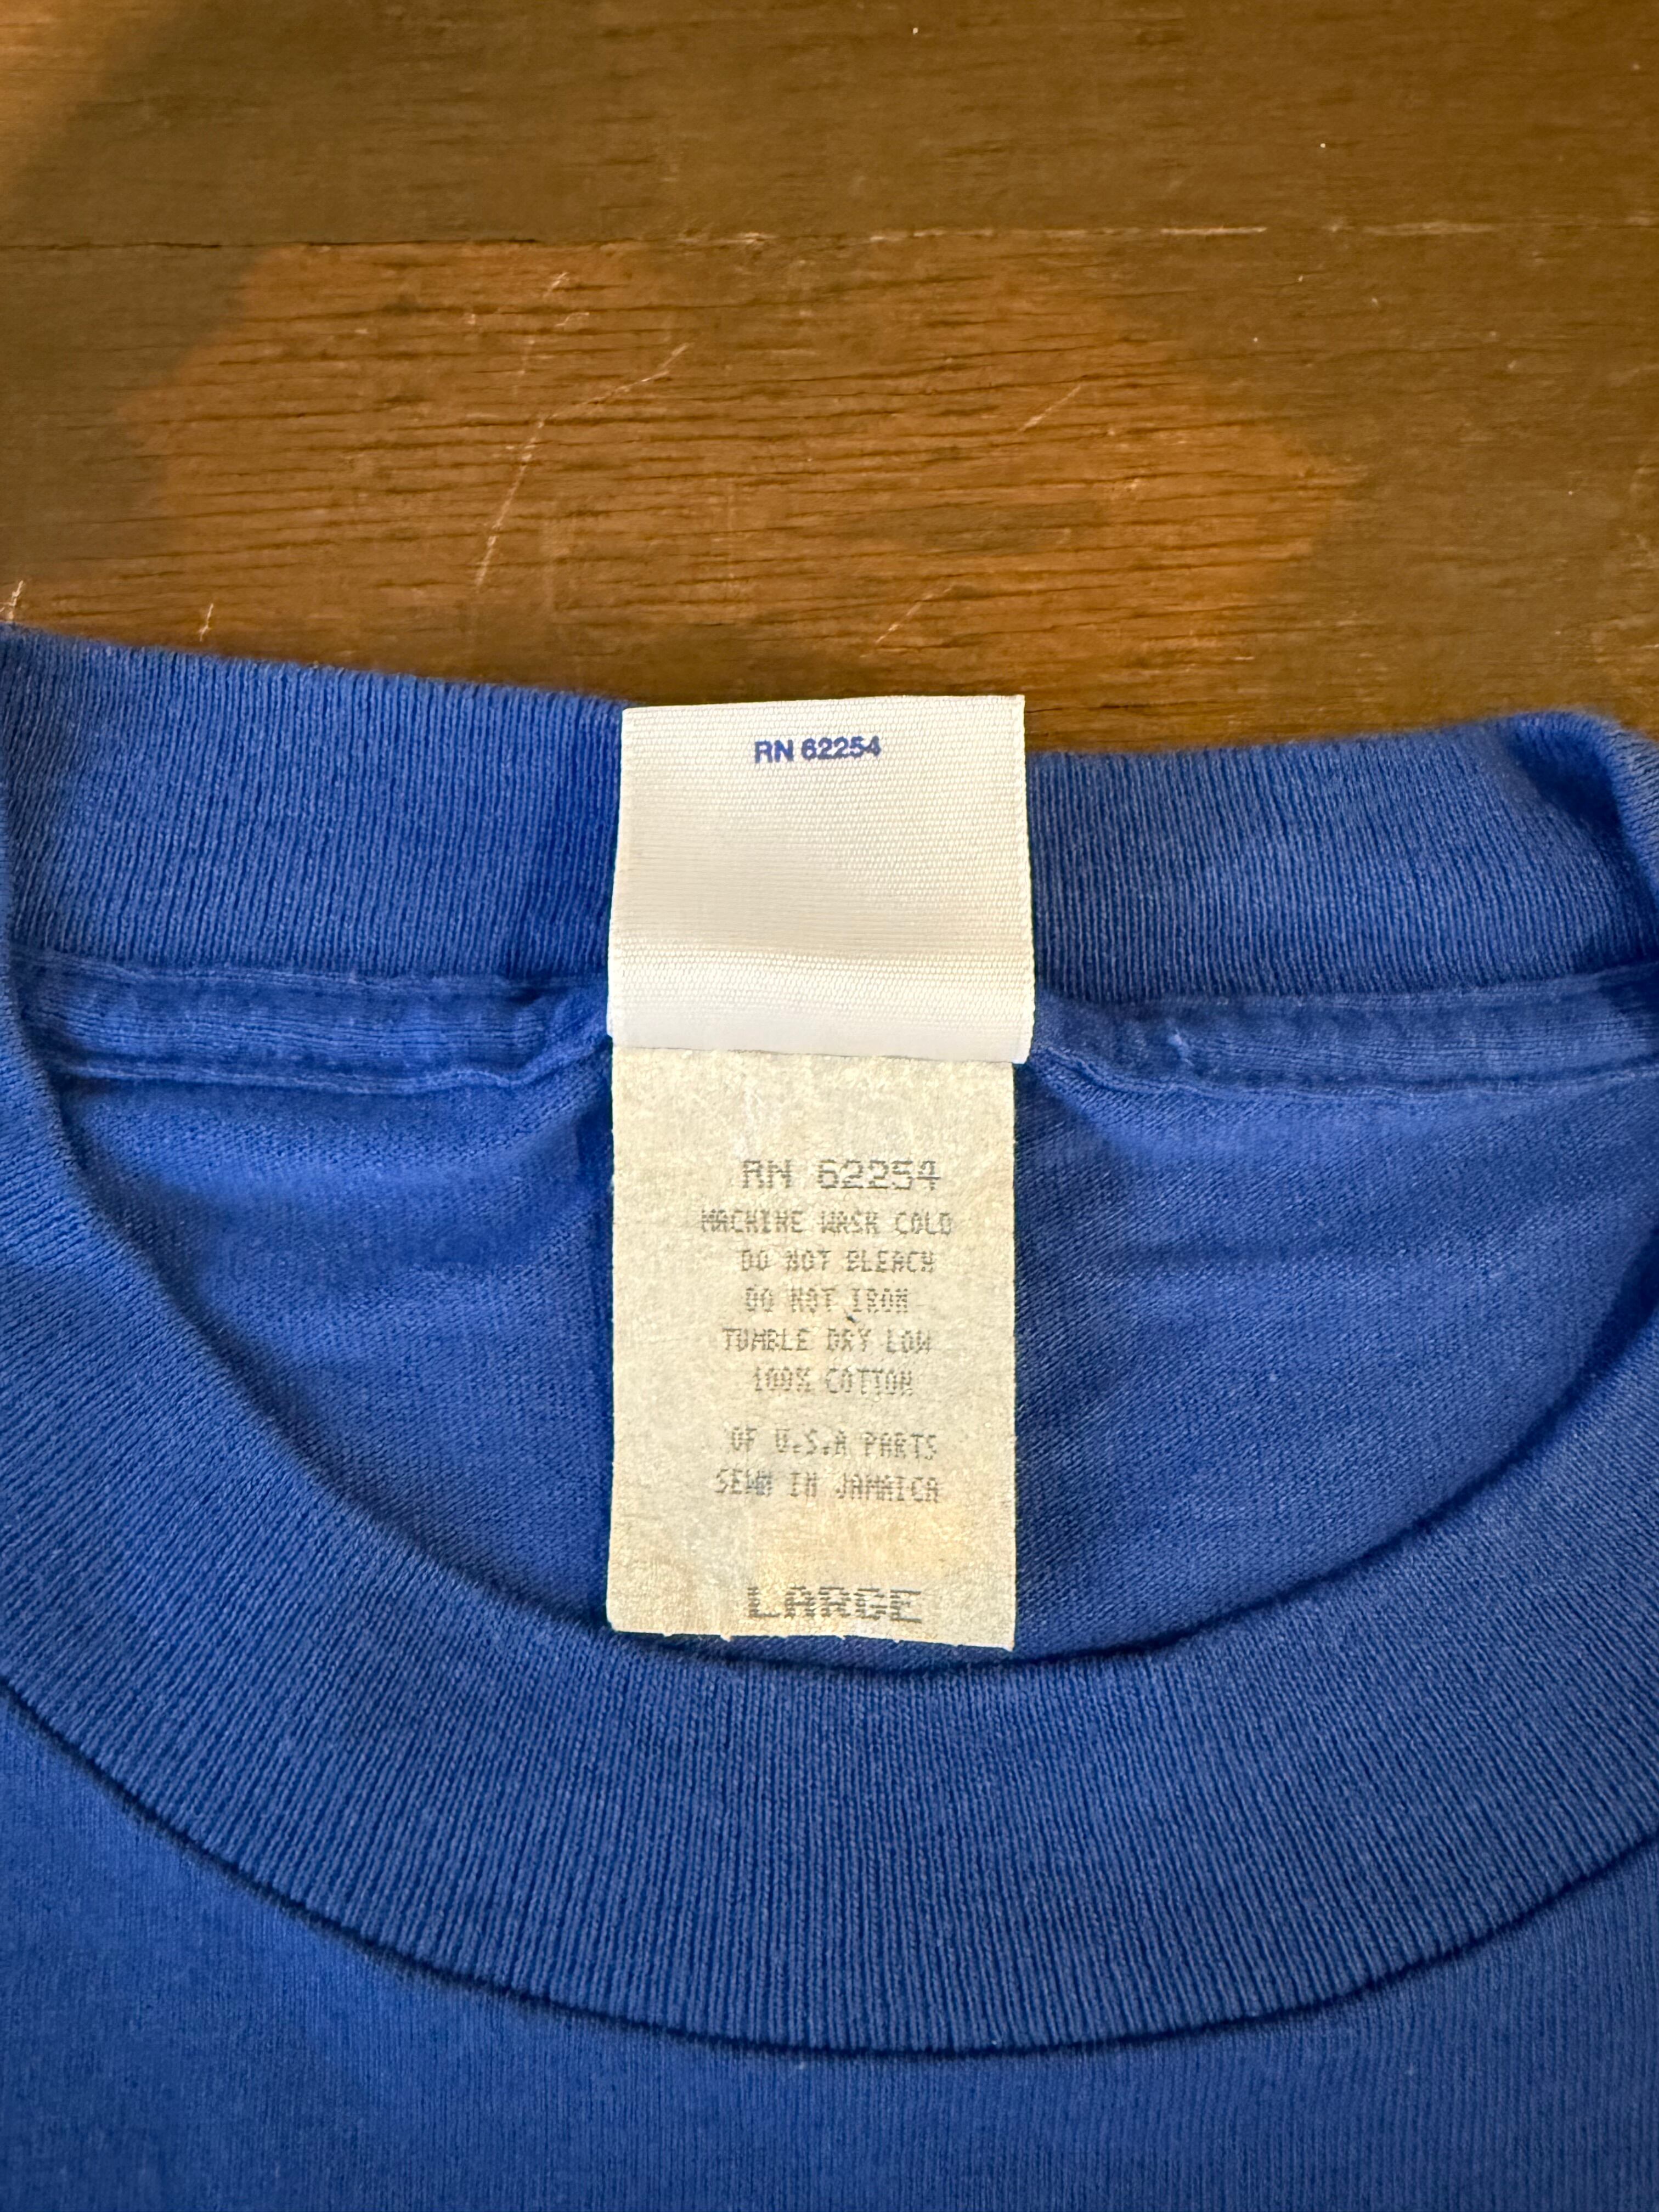 RN 62254
RN 62254
MACHINE WASH COLD
DO NOT BLEACH
DO NOT IRON
TUMBLE DRY LOW
100% COTTON
OF U.S.A PARTS
SEWN IN JAMAICA
LARGE